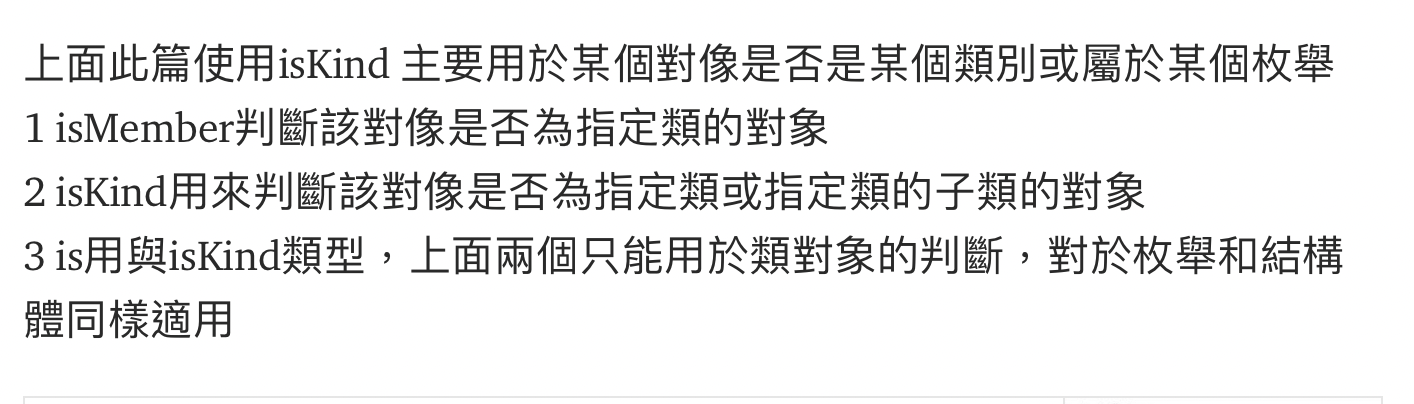 上面此篇使用isKind 主要用於某個對像是否是某個類別或屬於某個枚舉
1 isMember判斷該對像是否為指定類的對象
2 isKind用來判斷該對像是否為指定類或指定類的子類的對象
3 is用與isKind類型，上面兩個只能用於類對象的判斷，對於枚舉和結構
體同樣適用